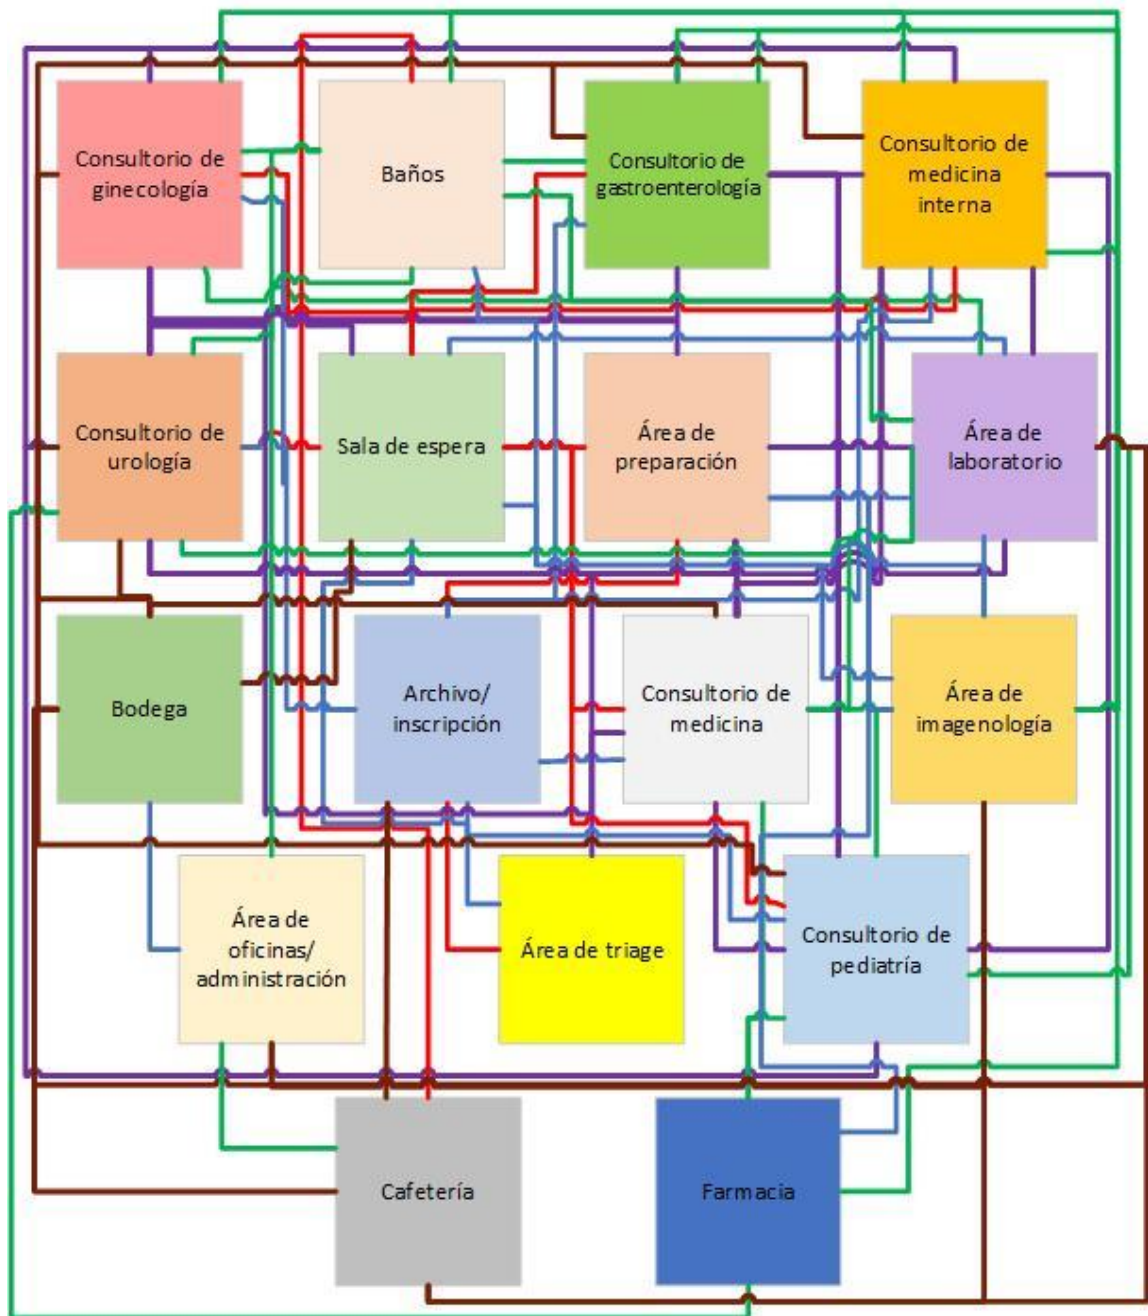 Consultorio de
ginecología
Baños
Consultorio de
gastroenterología
Consultorio de
medicina
interna
Consultorio de
urología
Sala de espera
Área de
preparación
Área de
laboratorio
Bodega
Archivo/
inscripción
Consultorio de
medicina
Área de
imagenología
Área de
oficinas/
administración
Área de triage
Consultorio de
pediatría
Cafetería
Farmacia